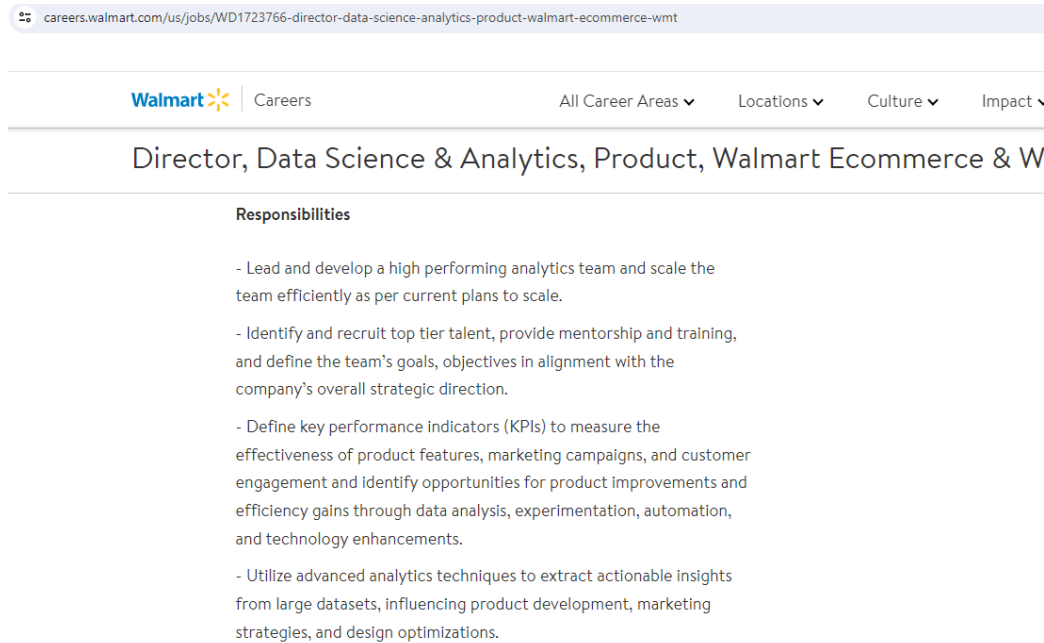 careers.walmart.com/us/jobs/WD1723766-director-data-science-analytics-product-walmart-ecommerce-wmt
Walmart Careers All Career Areas Locations Culture Impact
Director, Data Science & Analytics, Product, Walmart Ecommerce & W
Responsibilities
- Lead and develop a high performing analytics team and scale the
team efficiently as per current plans to scale.
- Identify and recruit top tier talent, provide mentorship and training,
and define the team’s goals, objectives in alignment with the
company’s overall strategic direction.
- Define key performance indicators (KPIs) to measure the
effectiveness of product features, marketing campaigns, and customer
engagement and identify opportunities for product improvements and
efficiency gains through data analysis, experimentation, automation,
and technology enhancements.
- Utilize advanced analytics techniques to extract actionable insights
from large datasets, influencing product development, marketing
strategies, and design optimizations.